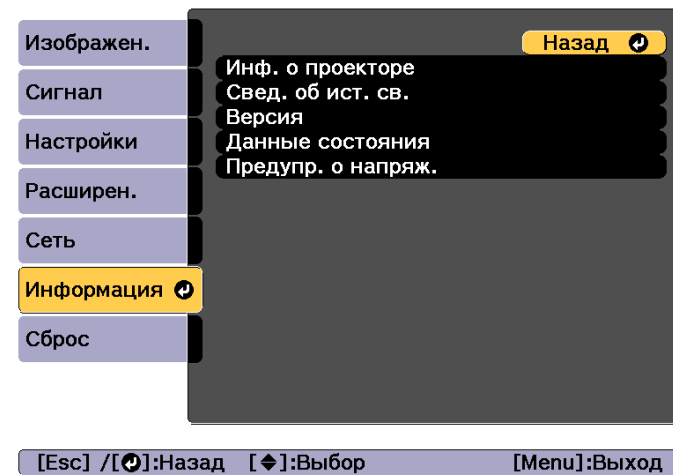 Изображен.
Сигнал
Настройки
Расширен.
Сеть
Информация
Сброс
Назад
Инф. о проекторе
Свед. об ист. св.
Версия
Данные состояния
Предупр. о напряж.
[Esc] /[⏎]:Назад [◆]:Выбор [Menu]:Выход